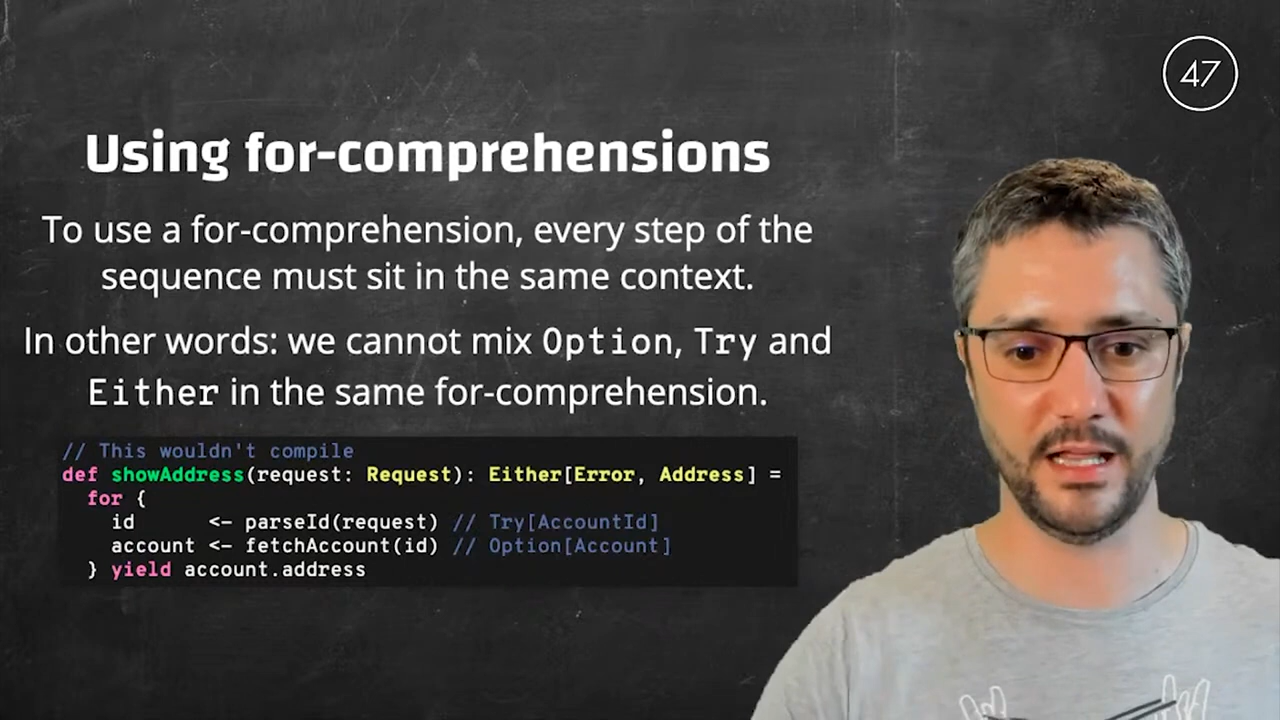 47
Using for-comprehensions
To use a for-comprehension, every step of the
sequence must sit in the same context.
In other words: we cannot mix Option, Try and
Either in the same for-comprehension.
// This wouldn't compile
def showAddress(request: Request): Either[Error, Address] =
  for {
    id      <- parseId(request) // Try[AccountId]
    account <- fetchAccount(id) // Option[Account]
  } yield account.address